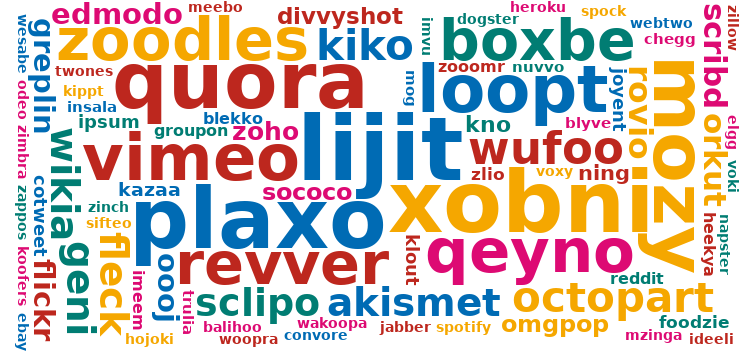 edmodo
meebo
divvyshot
heroku
spock
zillow
scribd
wesabe
greplin
zoodles
kiko
imvu
dogster
boxbe
webtwo
chegg
twones
quora
zooomr
nuvvo
mozy
kippt
odeo
insala
mog
loopt
joyent
rovio
ipsum
blekko
groupon
zoho
lijit
kno
blyve
orkut
elgg
zimbra
wikia
vimeo
wufoo
voki
zlio
voxy
ning
cotweet
kazaa
sococo
xobni
zappos
zinch
plaxo
sifteo
heekya
napster
geni
fleck
klout
qeyno
koofers
flickr
imeem
oooj
revver
reddit
trulia
sclipo
akismet
octopart
ebay
balihoo
wakoopa
jabber
spotify
omgpop
foodzie
hojoki
woopra
convore
mzinga
ideeli